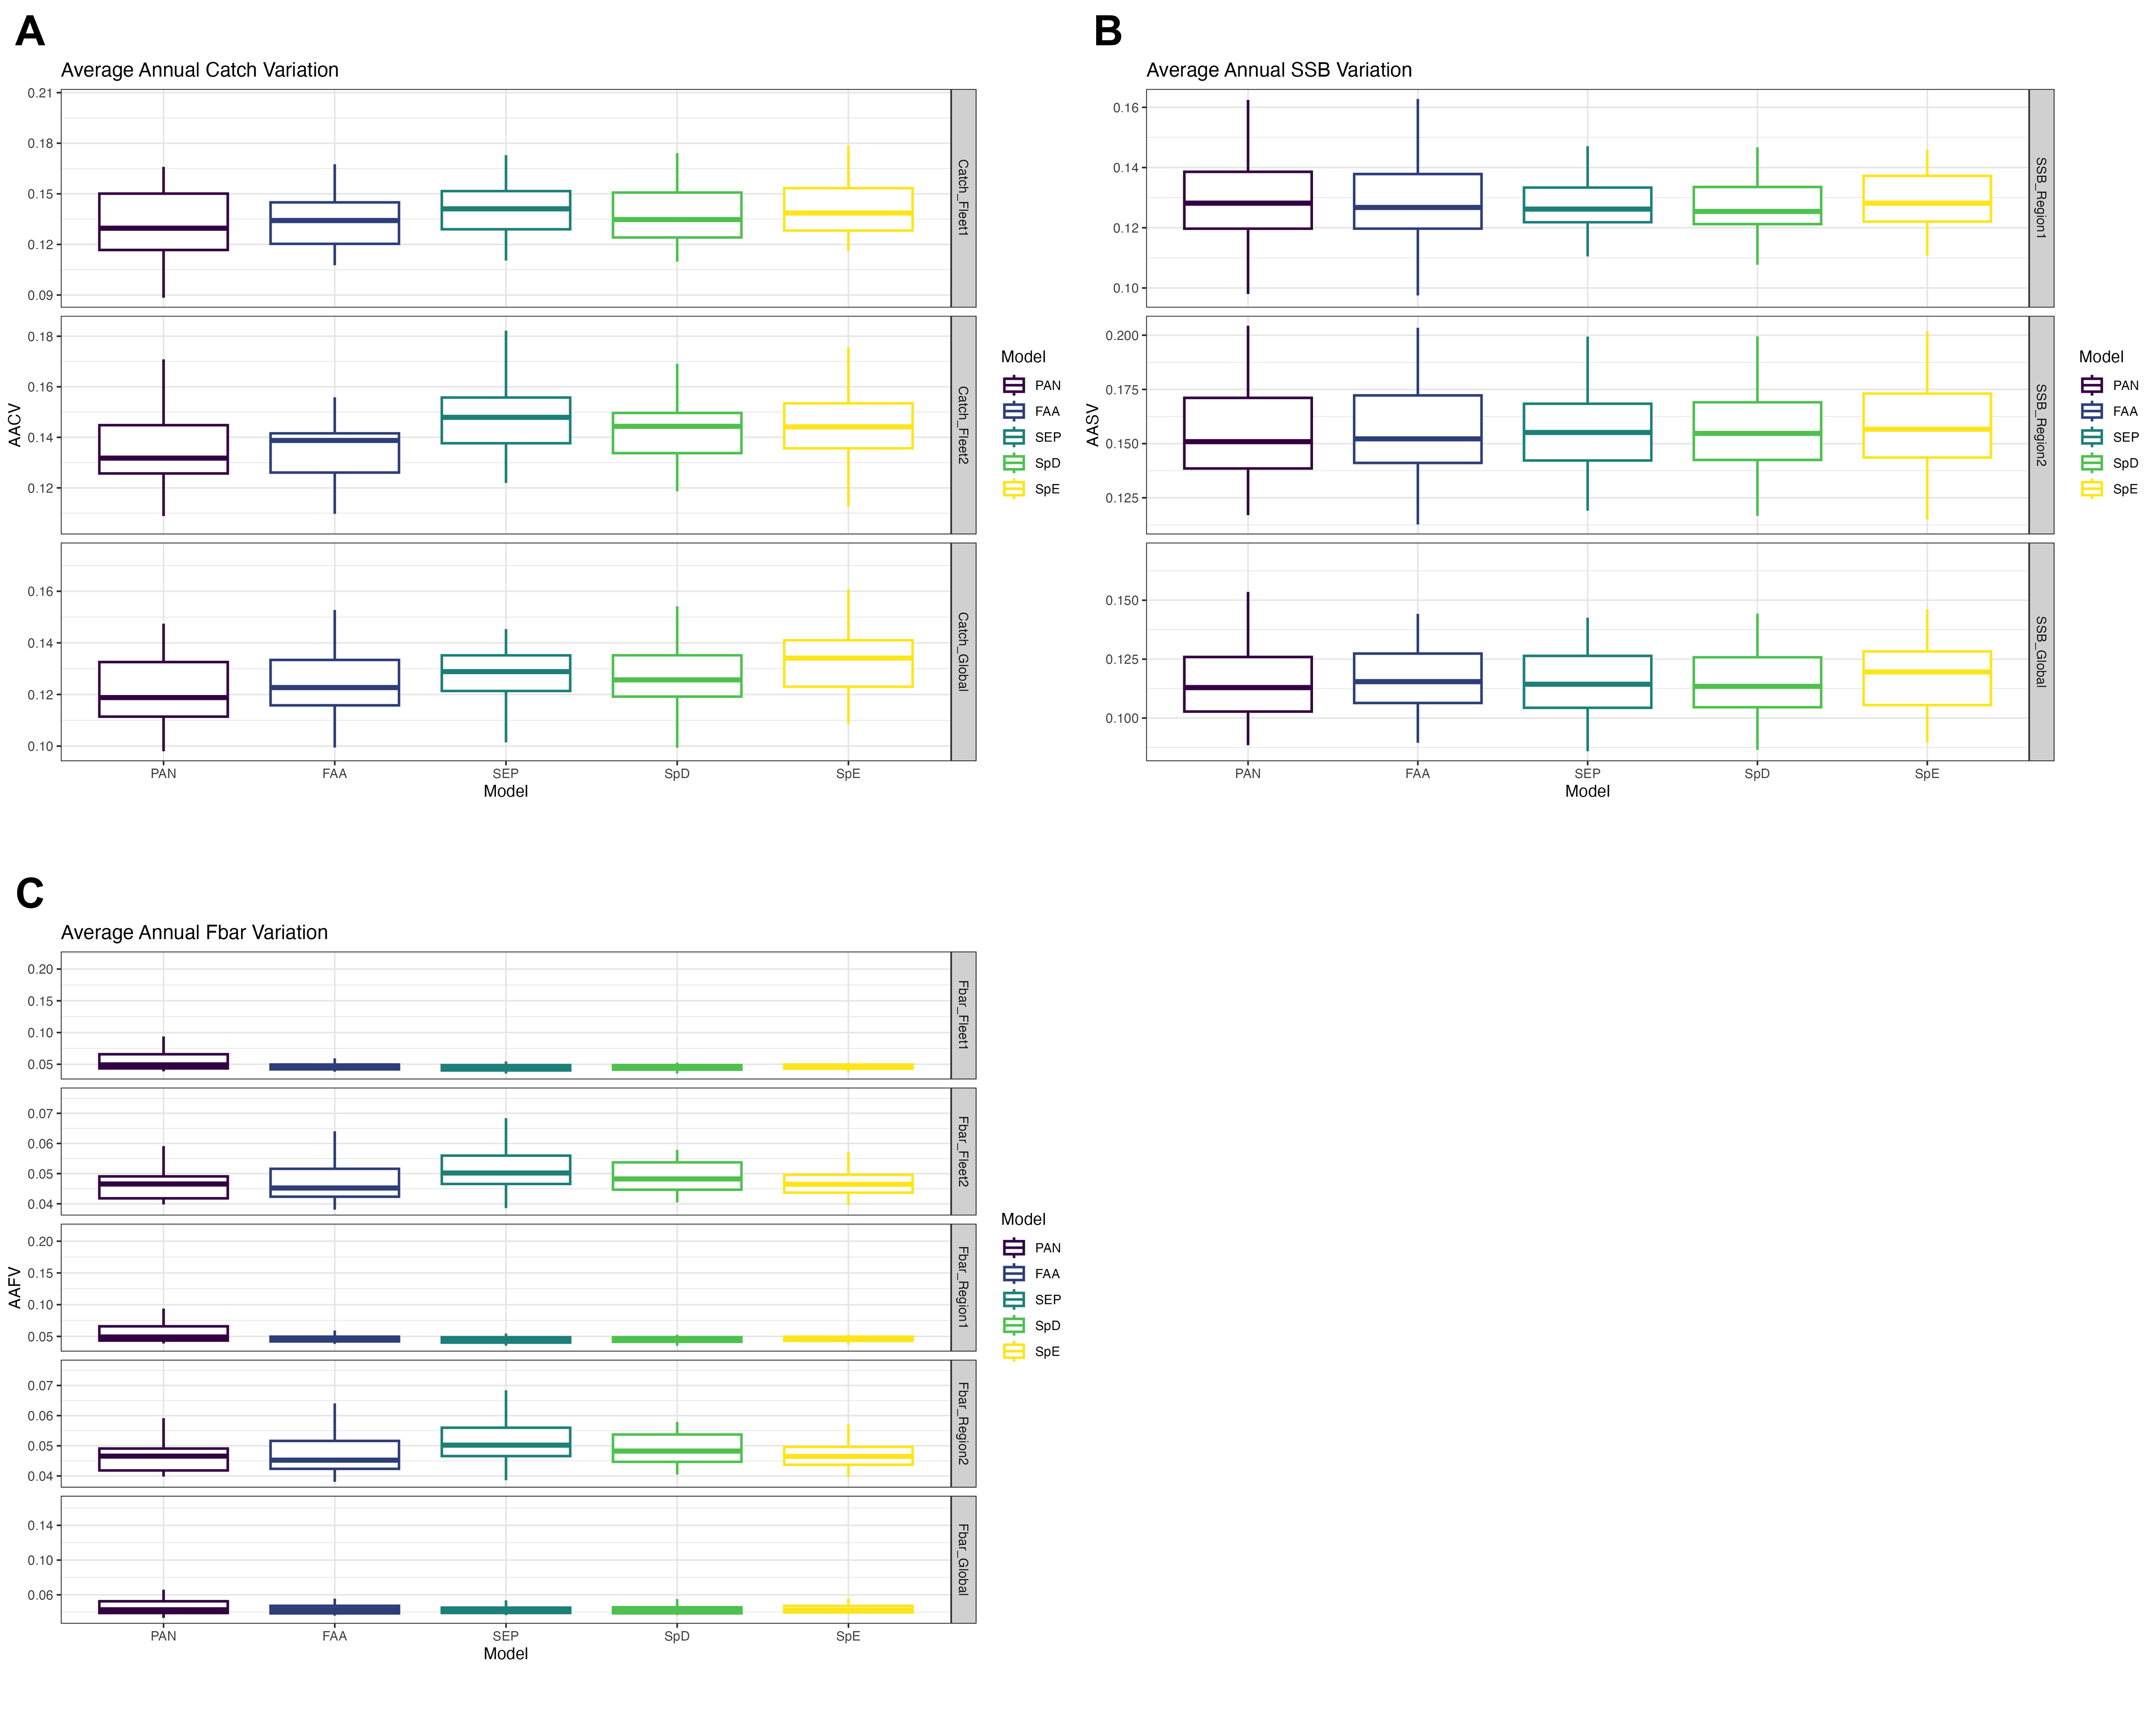 A
Average Annual Catch Variation
AACV
0.21
0.18
0.15
0.12
0.09
Catch_Fleet1
0.18
0.16
0.14
0.12
Catch_Fleet2
0.16
0.14
0.12
0.10
Catch_Global
PAN FAA SEP SpD SpE
Model
Model
PAN
FAA
SEP
SpD
SpE
B
Average Annual SSB Variation
AASV
0.16
0.14
0.12
0.10
SSB_Region1
0.200
0.175
0.150
0.125
SSB_Region2
0.150
0.125
0.100
SSB_Global
PAN FAA SEP SpD SpE
Model
Model
PAN
FAA
SEP
SpD
SpE
C
Average Annual Fbar Variation
AAFV
0.20
0.15
0.10
0.05
Fbar_Fleet1
0.07
0.06
0.05
0.04
Fbar_Fleet2
0.20
0.15
0.10
0.05
Fbar_Region1
0.07
0.06
0.05
0.04
Fbar_Region2
0.14
0.10
0.06
Fbar_Global
PAN FAA SEP SpD SpE
Model
Model
PAN
FAA
SEP
SpD
SpE